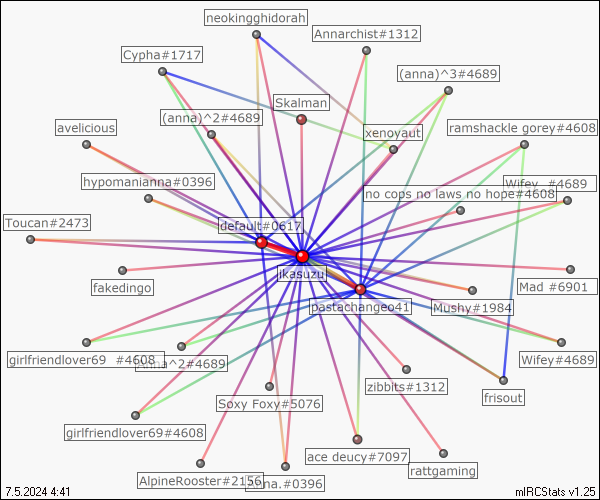 neokingghidorah
Annarchist#1312
Cypha#1717
(anna)^3#4689
Skalman
(anna)^2#4689
avelicious
xenoyaut
ramshackle gorey#4608
hypomanianna#0396
Wifey_ #4689
no cops no laws no hope#4608
Toucan#2473
default#0617
ikasuzu
fakedingo
Mad #6901
pastachangeo41
Mushy#1984
girlfriendlover69 #4608
Anna^2#4689
Wifey#4689
zibbits#1312
frisout
Soxy Foxy#5076
girlfriendlover69#4608
ace deucy#7097
rattgaming
AlpineRooster#2156
Anna.#0396
7.5.2024 4:41
mIRCStats v1.25